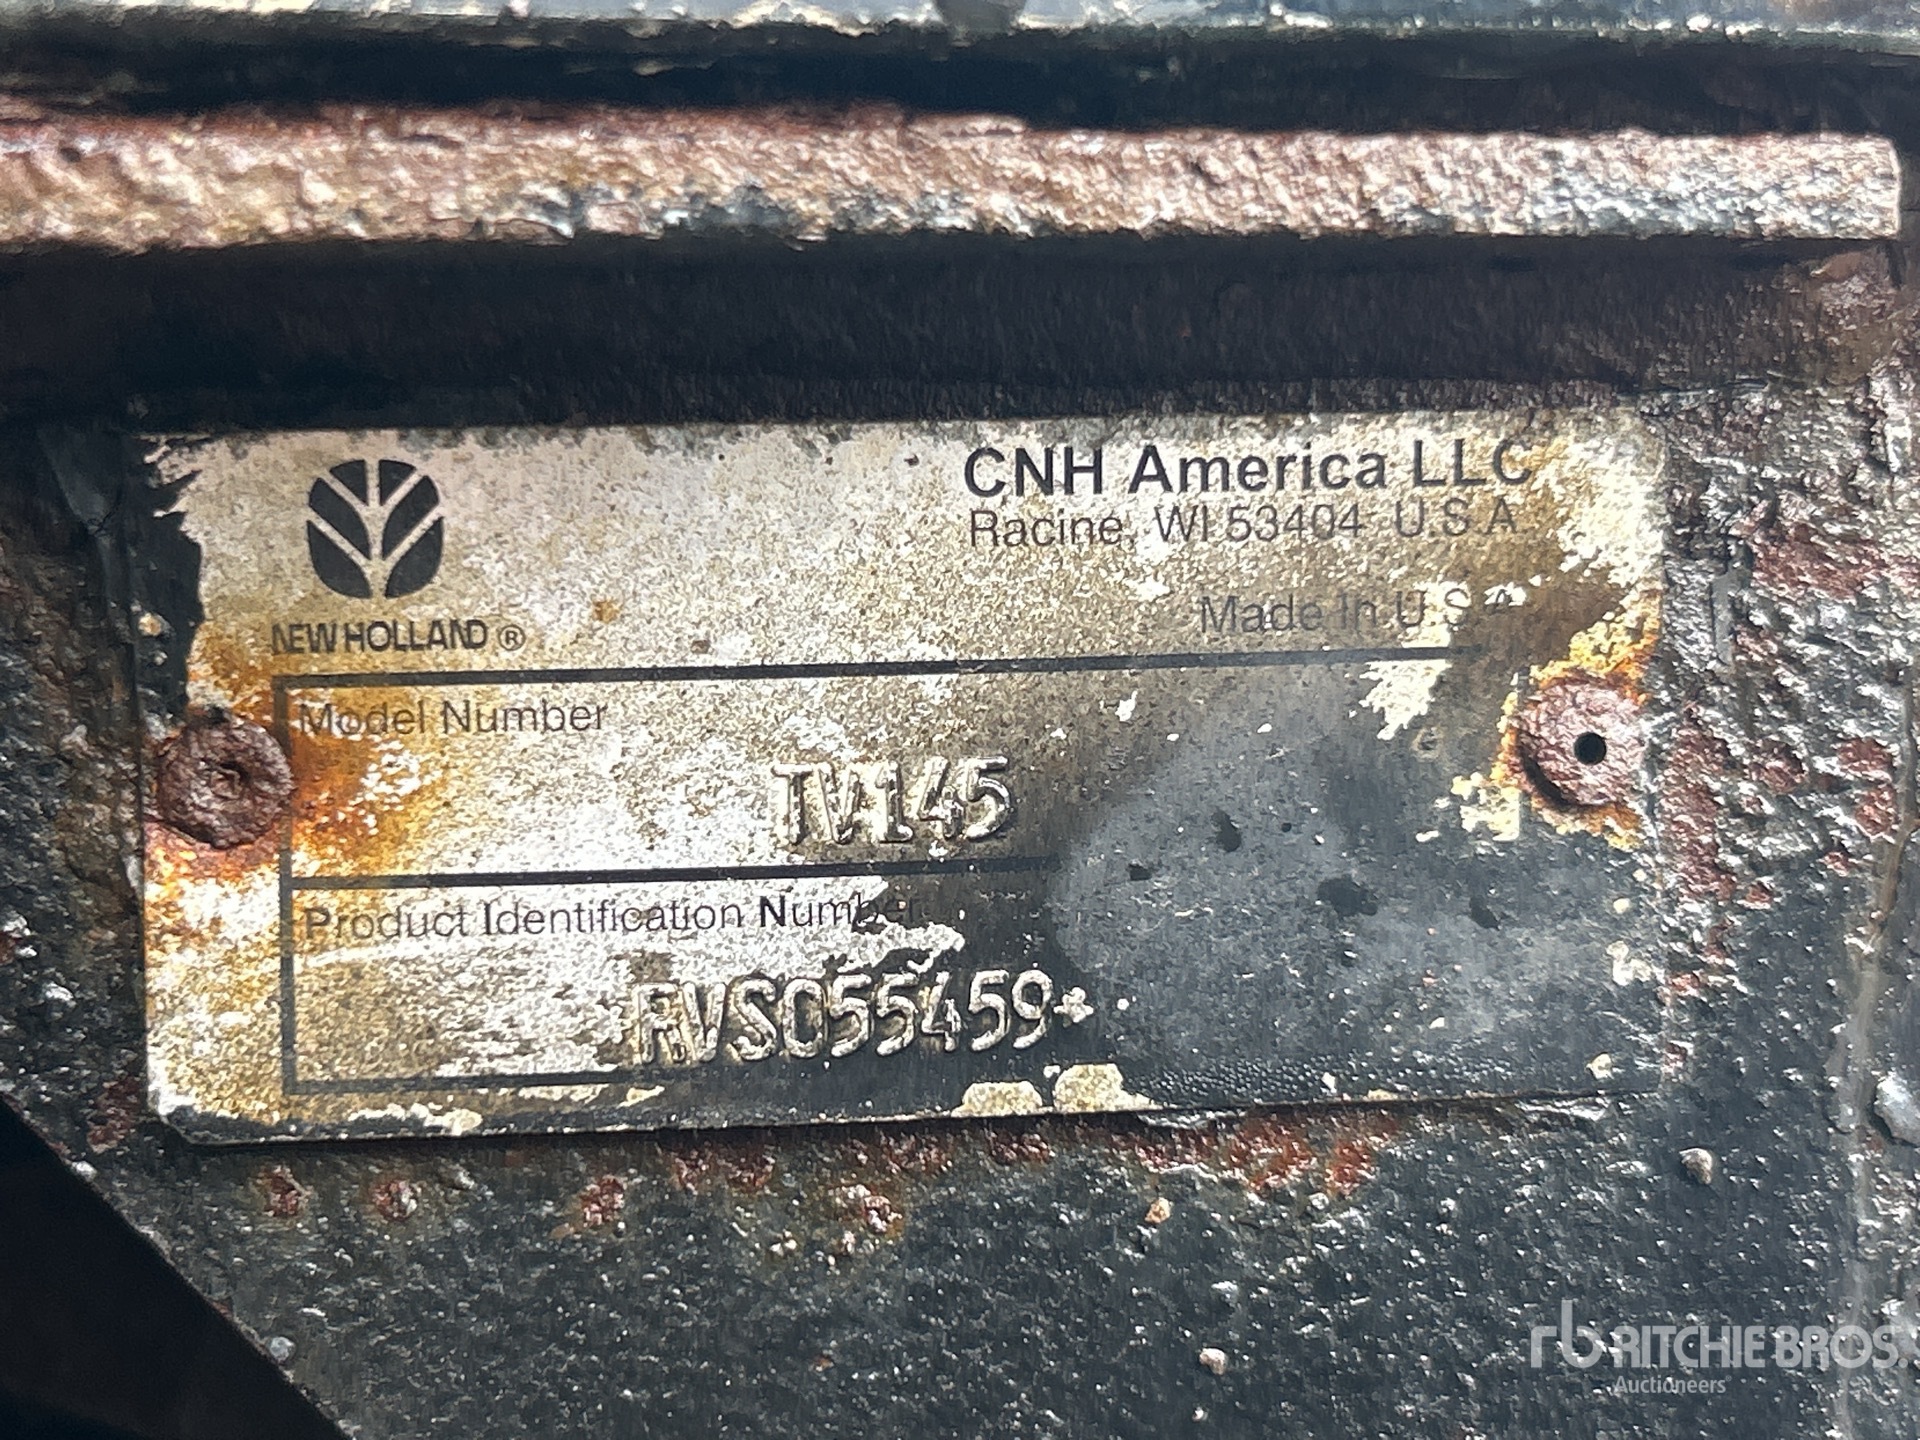 CNH America LLC
Racine, WI 53404 U.S.A
Made In U.S.A
NEW HOLLAND ®
Model Number
TV145
Product Identification Number
RVS055459+
rb RITCHIE BROS.
Auctioneers